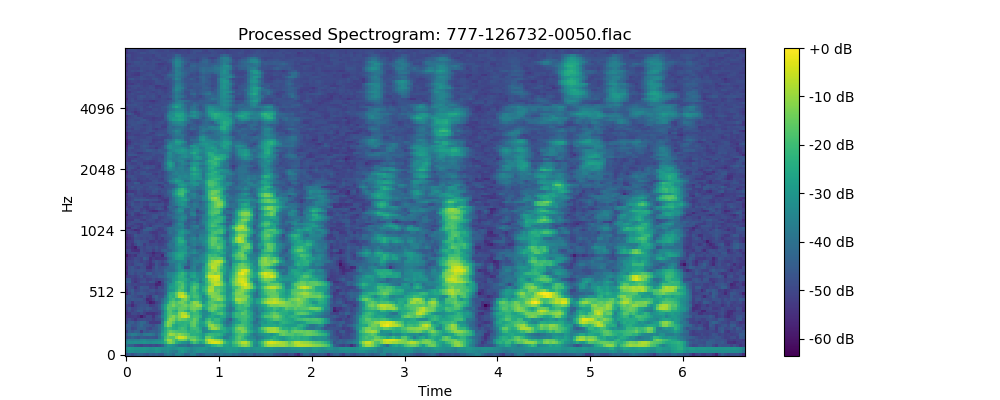 Processed Spectrogram: 777-126732-0050.flac
+0 dB
4096
-10 dB
2048
-20 dB
-30 dB
Hz
1024
-40 dB
512
-50 dB
0
-60 dB
0 1 2 3 4 5 6
Time